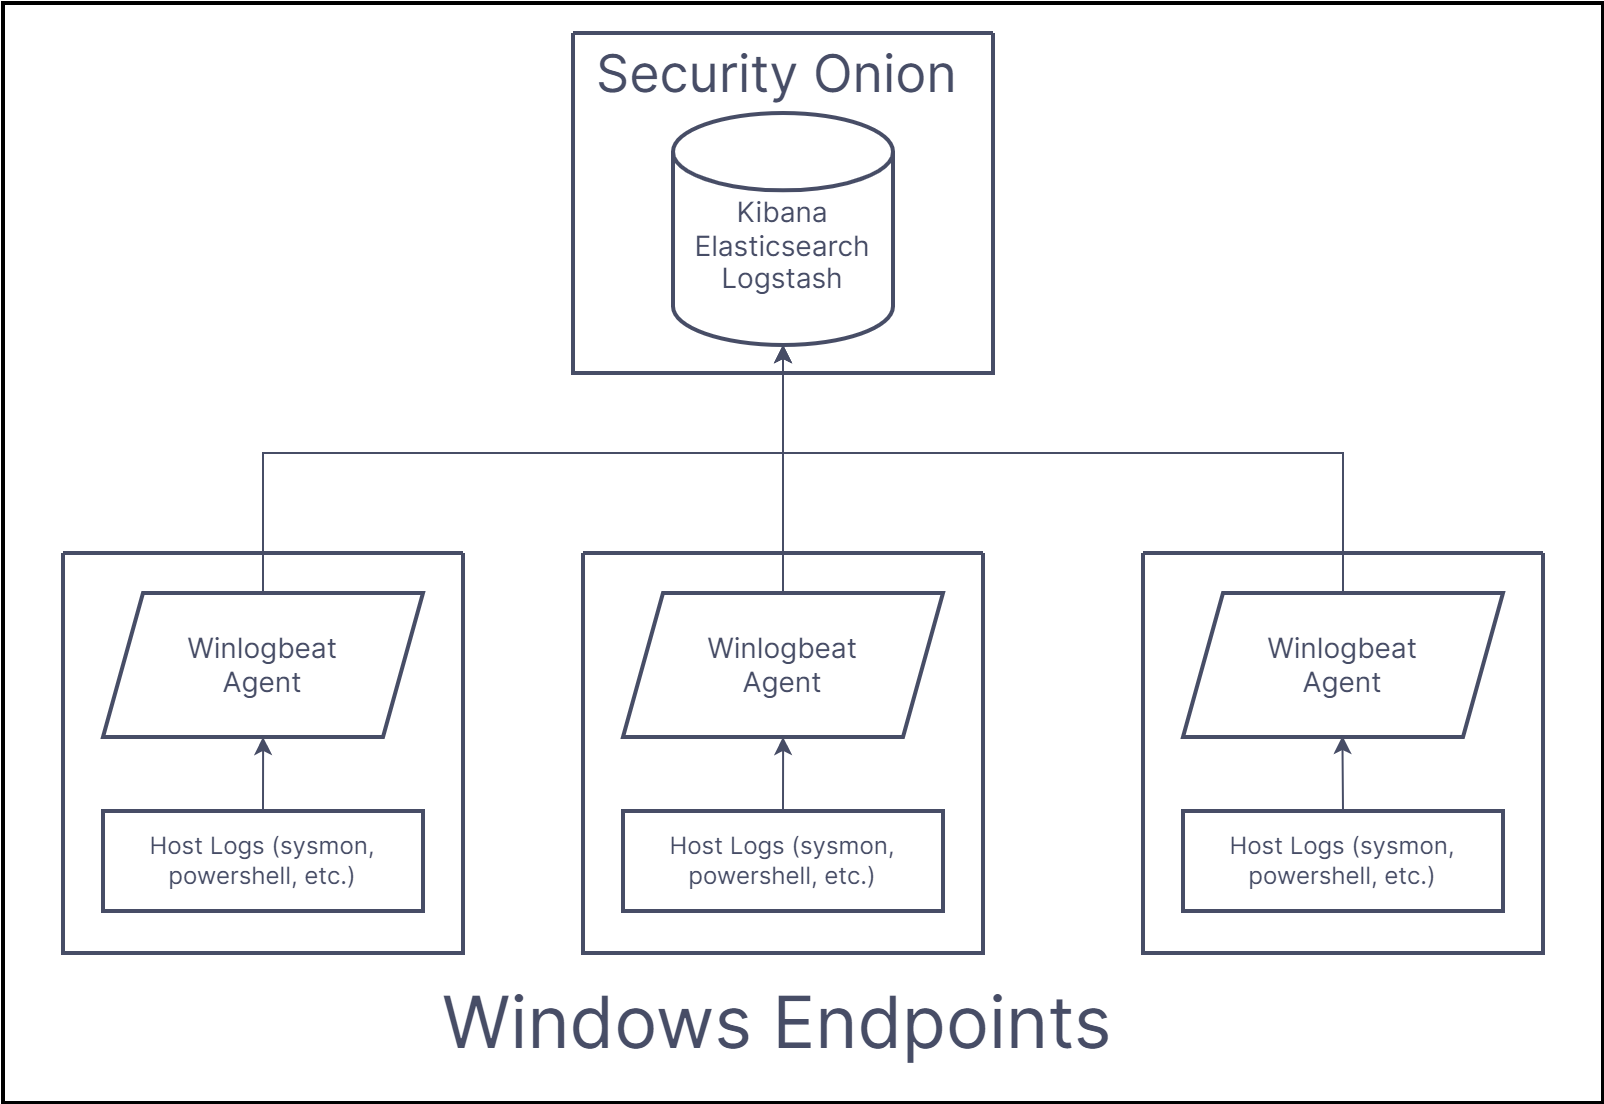 Security Onion
Kibana
Elasticsearch
Logstash
Winlogbeat
Agent
Host Logs (sysmon,
powershell, etc.)
Winlogbeat
Agent
Host Logs (sysmon,
powershell, etc.)
Winlogbeat
Agent
Host Logs (sysmon,
powershell, etc.)
Windows Endpoints